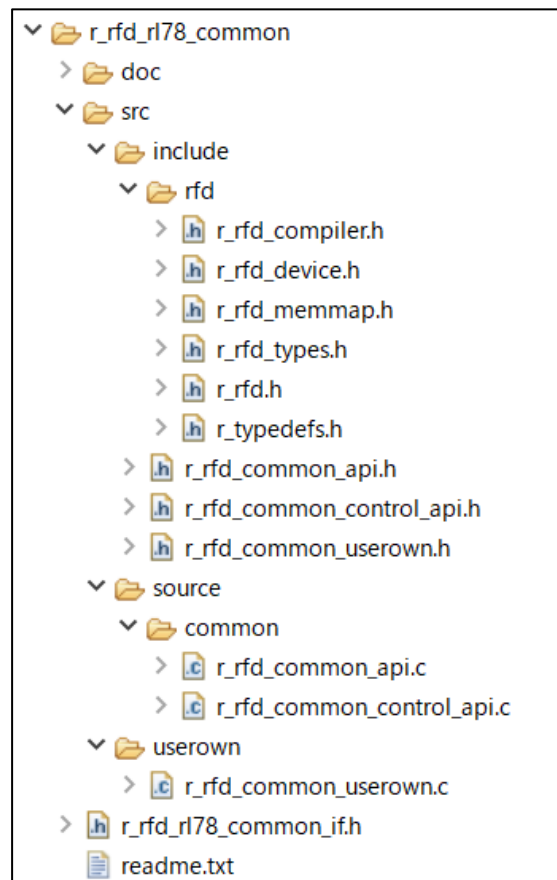 r_rfd_rl78_common
doc
src
include
rfd
.h r_rfd_compiler.h
.h r_rfd_device.h
.h r_rfd_memmap.h
.h r_rfd_types.h
.h r_rfd.h
.h r_typedefs.h
.h r_rfd_common_api.h
.h r_rfd_common_control_api.h
.h r_rfd_common_userown.h
source
common
.c r_rfd_common_api.c
.c r_rfd_common_control_api.c
userown
.c r_rfd_common_userown.c
.h r_rfd_rl78_common_if.h
readme.txt